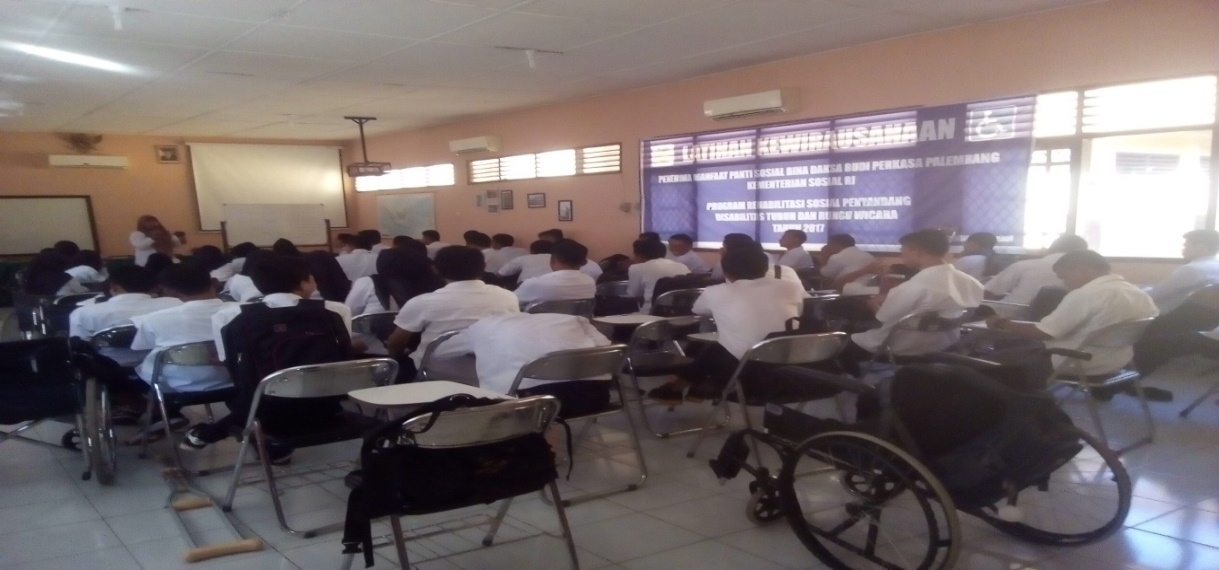 LATIHAN KEWIRAUSAHAAN
PENERIMA MANFAAT PANTI SOSIAL BINA DAKSA BUDI PERKASA PALEMBANG
KEMENTERIAN SOSIAL RI
PROGRAM REHABILITASI SOSIAL PENYANDANG
DISABILITAS TUBUH DAN RUNGU WICARA
TAHUN 2017